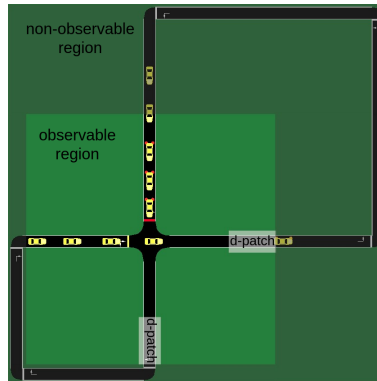 non-observable
region
observable
region
d-patch
d-patch